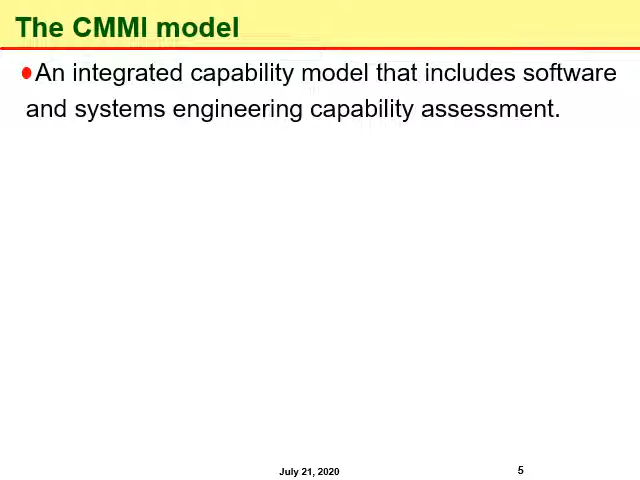 The CMMI model
●An integrated capability model that includes software
and systems engineering capability assessment.
July 21, 2020
5